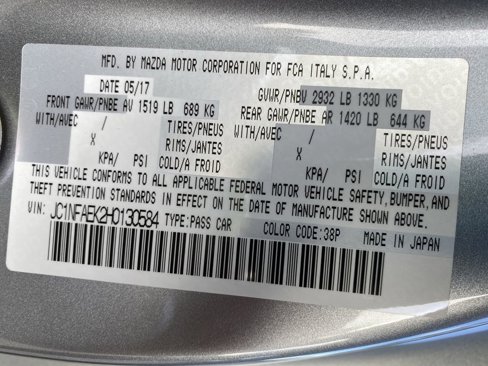 MFD. BY MAZDA MOTOR CORPORATION FOR FCA ITALY S.P.A.
DATE 05/17 GVWR/PNBV 2932 LB 1330 KG
FRONT GAWR/PNBE AV 1519 LB 689 KG REAR GAWR/PNBE AR 1420 LB 644 KG
WITH/AVEC / TIRES/PNEUS WITH/AVEC / TIRES/PNEUS
X RIMS/JANTES X RIMS/JANTES
KPA/ PSI COLD/A FROID KPA/ PSI COLD/A FROID
THIS VEHICLE CONFORMS TO ALL APPLICABLE FEDERAL MOTOR VEHICLE SAFETY, BUMPER, AND
THEFT PREVENTION STANDARDS IN EFFECT ON THE DATE OF MANUFACTURE SHOWN ABOVE.
VIN: JC1NFAEK2H0130584 TYPE:PASS CAR
COLOR CODE:38P MADE IN JAPAN